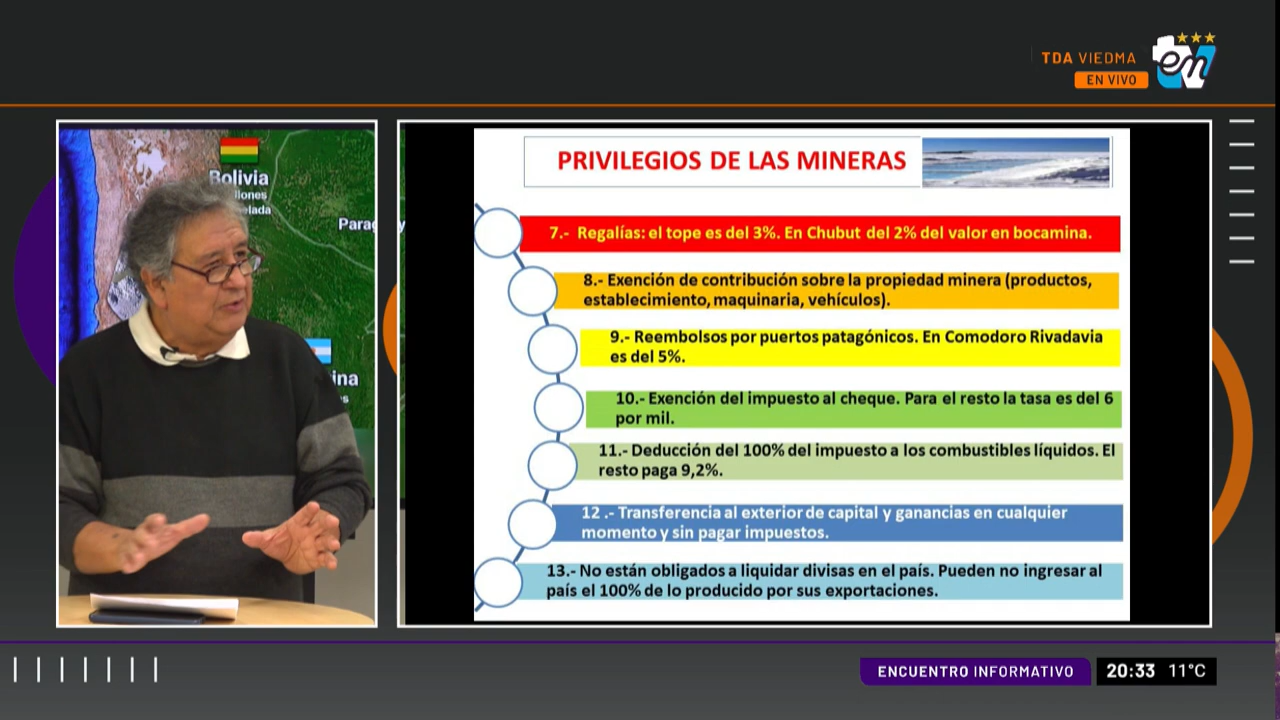 TDA VIEDMA
EN VIVO
en
Bolivia
llones
elada
Paraguay
ina
s
PRIVILEGIOS DE LAS MINERAS
7.- Regalías: el tope es del 3%. En Chubut del 2% del valor en bocamina.
8.- Exención de contribución sobre la propiedad minera (productos,
establecimiento, maquinaria, vehículos).
9.- Reembolsos por puertos patagónicos. En Comodoro Rivadavia
es del 5%.
10.- Exención del impuesto al cheque. Para el resto la tasa es del 6
por mil.
11.- Deducción del 100% del impuesto a los combustibles líquidos. El
resto paga 9,2%.
12 .- Transferencia al exterior de capital y ganancias en cualquier
momento y sin pagar impuestos.
13.- No están obligados a liquidar divisas en el país. Pueden no ingresar al
país el 100% de lo producido por sus exportaciones.
ENCUENTRO INFORMATIVO
20:33 11°C